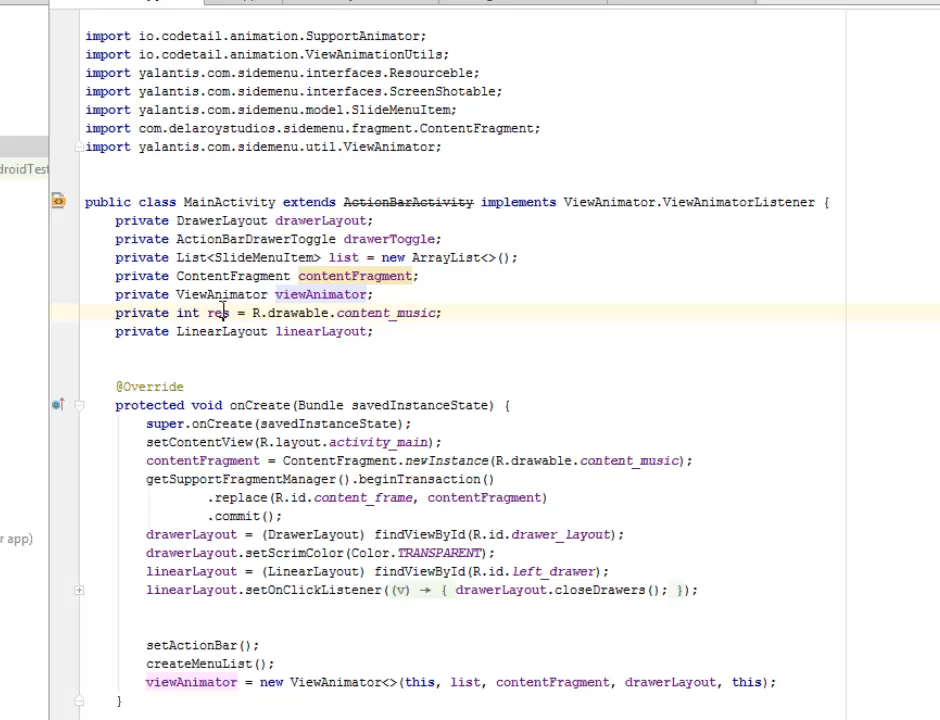 import io.codetail.animation.SupportAnimator;
import io.codetail.animation.ViewAnimationUtils;
import yalantis.com.sidemenu.interfaces.Resourceble;
import yalantis.com.sidemenu.interfaces.ScreenShotable;
import yalantis.com.sidemenu.model.SlideMenuItem;
import com.delaroystudios.sidemenu.fragment.ContentFragment;
import yalantis.com.sidemenu.util.ViewAnimator;
droidTest
public class MainActivity extends ActionBarActivity implements ViewAnimator.ViewAnimatorListener {
private DrawerLayout drawerLayout;
private ActionBarDrawerToggle drawerToggle;
private List<SlideMenuItem> list = new ArrayList<>();
private ContentFragment contentFragment;
private ViewAnimator viewAnimator;
private int res = R.drawable.content_music;
private LinearLayout linearLayout;
@Override
protected void onCreate(Bundle savedInstanceState) {
super.onCreate(savedInstanceState);
setContentView(R.layout.activity_main);
contentFragment = ContentFragment.newInstance(R.drawable.content_music);
getSupportFragmentManager().beginTransaction()
.replace(R.id.content_frame, contentFragment)
.commit();
drawerLayout = (DrawerLayout) findViewById(R.id.drawer_layout);
r app)
drawerLayout.setScrimColor(Color.TRANSPARENT);
linearLayout = (LinearLayout) findViewById(R.id.left_drawer);
linearLayout.setOnClickListener((v) → { drawerLayout.closeDrawers(); });
setActionBar();
createMenuList();
viewAnimator = new ViewAnimator<>(this, list, contentFragment, drawerLayout, this);
}